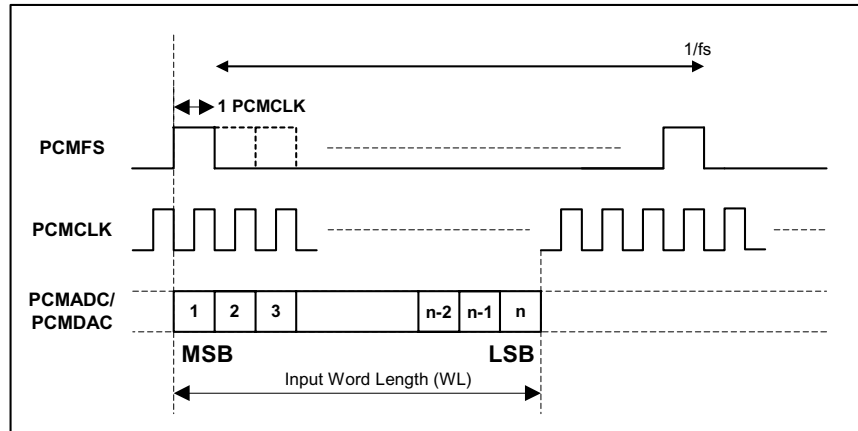 1/fs
1 PCMCLK
PCMFS
PCMCLK
PCMADC/
PCMDAC
1 2 3 n-2 n-1 n
MSB LSB
Input Word Length (WL)